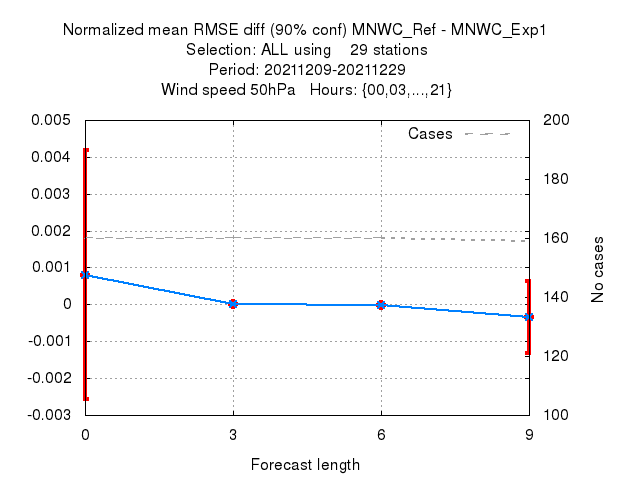 Normalized mean RMSE diff (90% conf) MNWC_Ref - MNWC_Exp1
Selection: ALL using 29 stations
Period: 20211209-20211229
Wind speed 50hPa Hours: {00,03,...,21}
Cases
0.005
0.004
0.003
0.002
0.001
0
-0.001
-0.002
-0.003
200
180
160
140
120
100
No cases
0 3 6 9
Forecast length